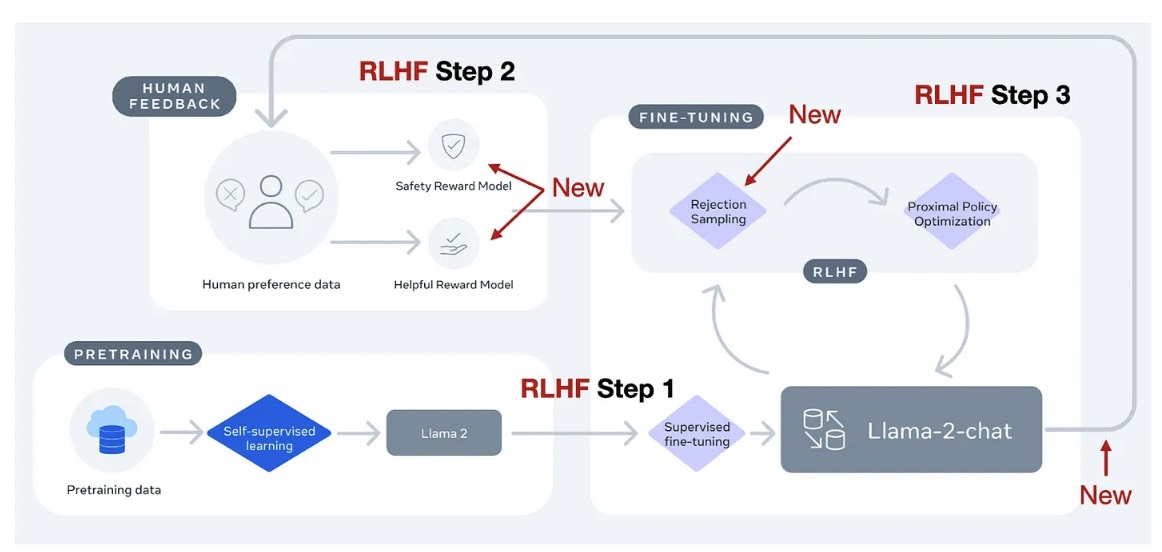 RLHF Step 2
HUMAN
FEEDBACK
Safety Reward Model
Helpful Reward Model
Human preference data
New
RLHF Step 3
FINE-TUNING
New
Rejection
Sampling
Proximal Policy
Optimization
RLHF
PRETRAINING
Pretraining data
Self-supervised
learning
Llama 2
RLHF Step 1
Supervised
fine-tuning
Llama-2-chat
New